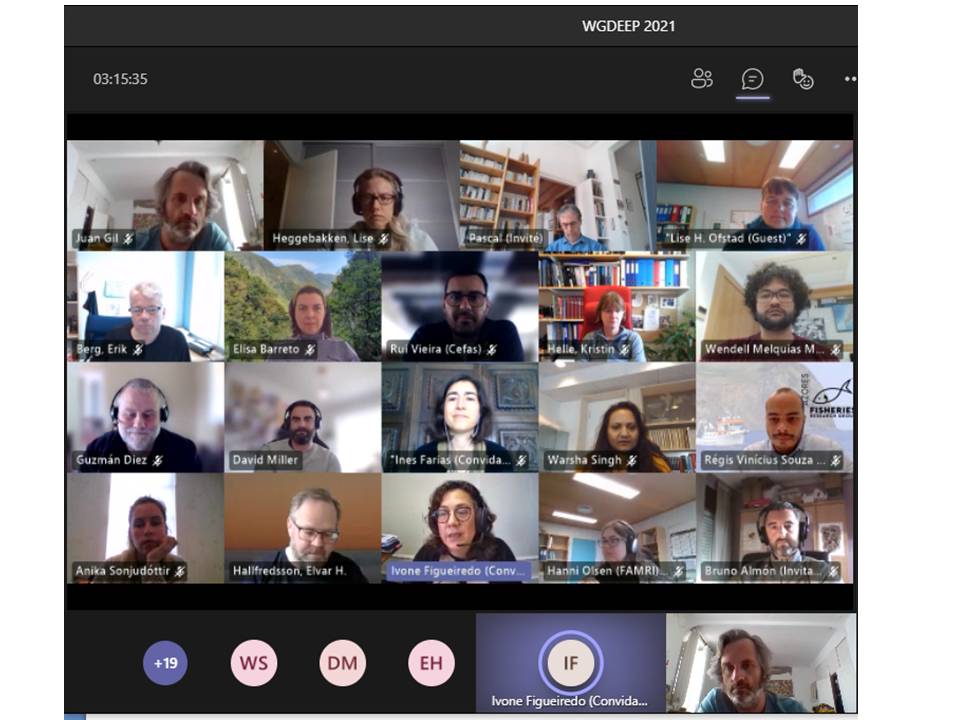 WGDEEP 2021
03:15:35
Juan Gil
Heggebakken, Lise
Pascal (Invité)
"Lise H. Ofstad (Guest)"
Berg, Erik
Elisa Barreto
Rui Vieira (Cefas)
Helle, Kristin
Wendell Melquias M...
AÇORES
FISHERIES
RESEARCH GROUP
Guzmán Diez
David Miller
"Ines Farias (Convida...
Warsha Singh
Régis Vinícius Souza ...
Anika Sonjudóttir
Hallfredsson, Elvar H.
Ivone Figueiredo (Conv...
Hanni Olsen (FAMRI)...
Bruno Almón (Invita...
+19
WS
DM
EH
IF
Ivone Figueiredo (Convida...